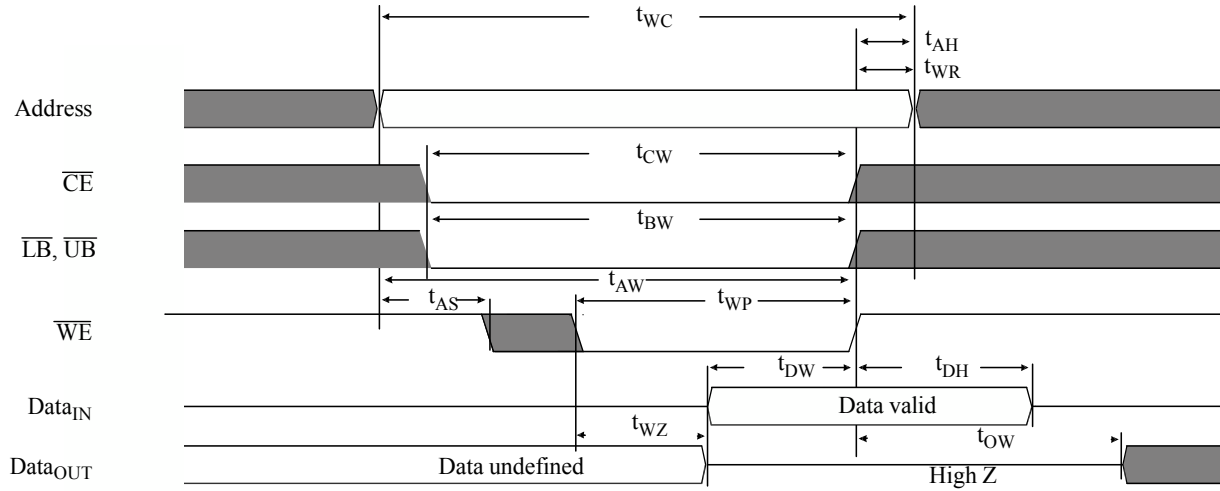 tWC
tAH
tWR
Address
tCW
CE
tBW
LB, UB
tAW
tAS
tWP
WE
tDW
tDH
DataIN
Data valid
tWZ
tOW
DataOUT
Data undefined
High Z